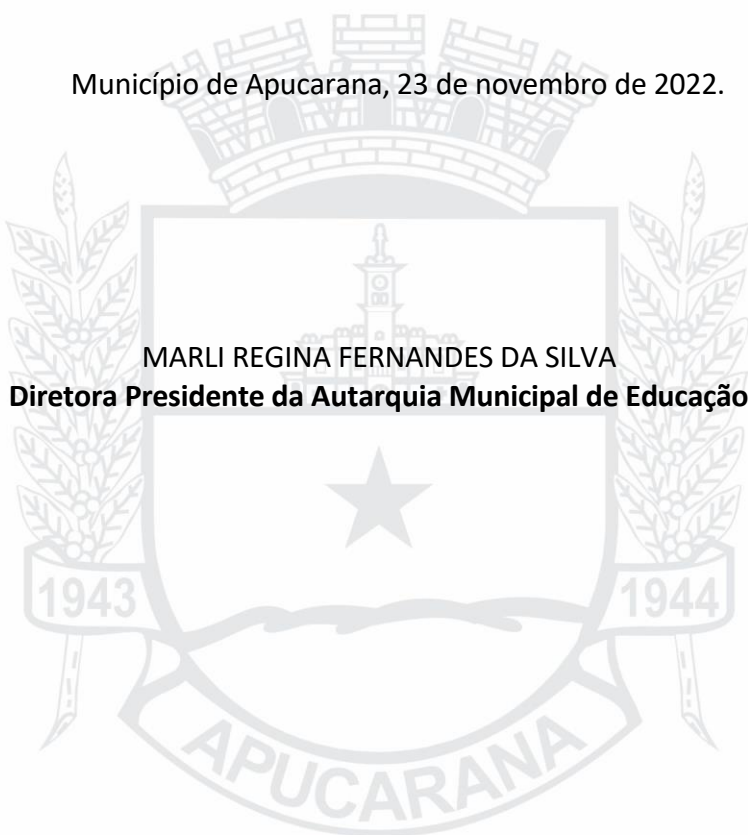 Município de Apucarana, 23 de novembro de 2022.
MARLI REGINA FERNANDES DA SILVA
Diretora Presidente da Autarquia Municipal de Educação
1943
1944
APUCARANA